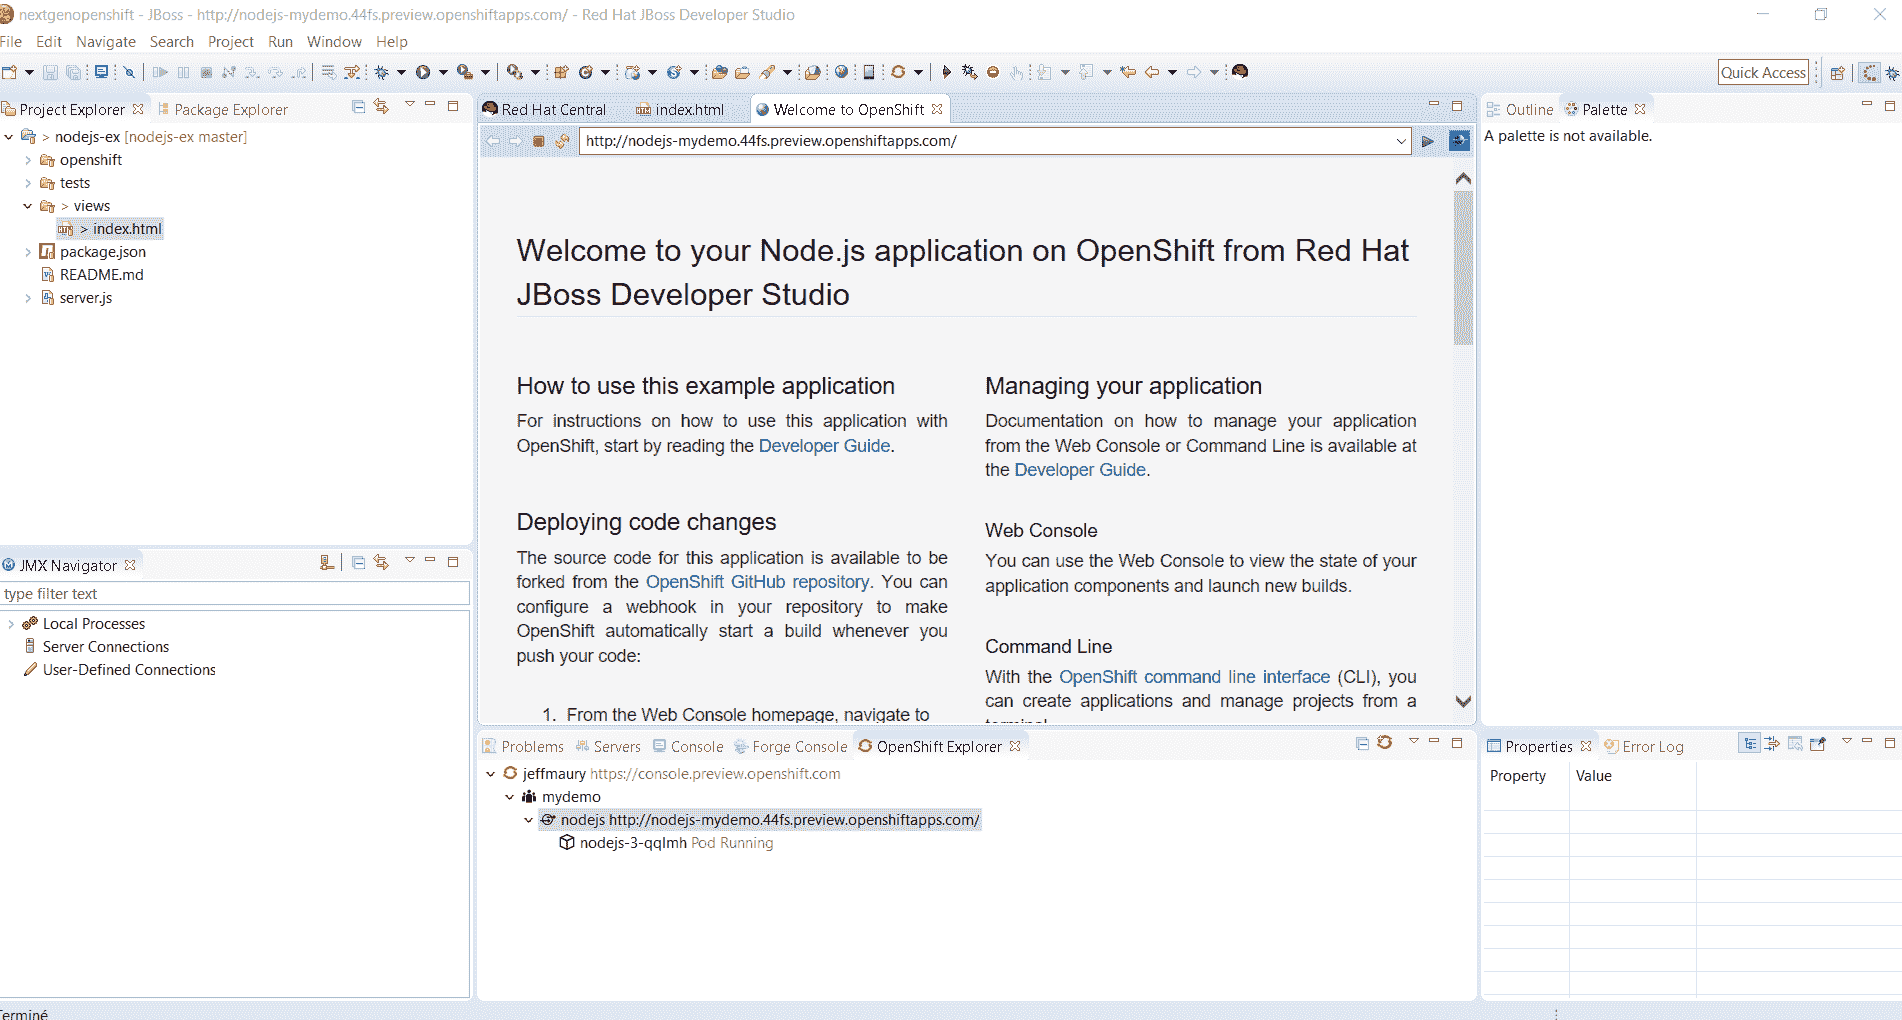 nextgenopenshift - JBoss - http://nodejs-mydemo.44fs.preview.openshiftapps.com/ - Red Hat JBoss Developer Studio
File Edit Navigate Search Project Run Window Help
Quick Access
Project Explorer Package Explorer
> nodejs-ex [nodejs-ex master]
openshift
tests
> views
> index.html
package.json
README.md
server.js
JMX Navigator
type filter text
Local Processes
Server Connections
User-Defined Connections
Red Hat Central index.html Welcome to OpenShift
http://nodejs-mydemo.44fs.preview.openshiftapps.com/
Welcome to your Node.js application on OpenShift from Red Hat
JBoss Developer Studio
How to use this example application
For instructions on how to use this application with
OpenShift, start by reading the Developer Guide.
Deploying code changes
The source code for this application is available to be
forked from the OpenShift GitHub repository. You can
configure a webhook in your repository to make
OpenShift automatically start a build whenever you
push your code:
1. From the Web Console homepage, navigate to
Managing your application
Documentation on how to manage your application
from the Web Console or Command Line is available at
the Developer Guide.
Web Console
You can use the Web Console to view the state of your
application components and launch new builds.
Command Line
With the OpenShift command line interface (CLI), you
can create applications and manage projects from a
terminal
Outline Palette
A palette is not available.
Problems Servers Console Forge Console OpenShift Explorer
jeffmaury https://console.preview.openshift.com
mydemo
nodejs http://nodejs-mydemo.44fs.preview.openshiftapps.com/
nodejs-3-qqlmh Pod Running
Properties Error Log
Property Value
Terminé